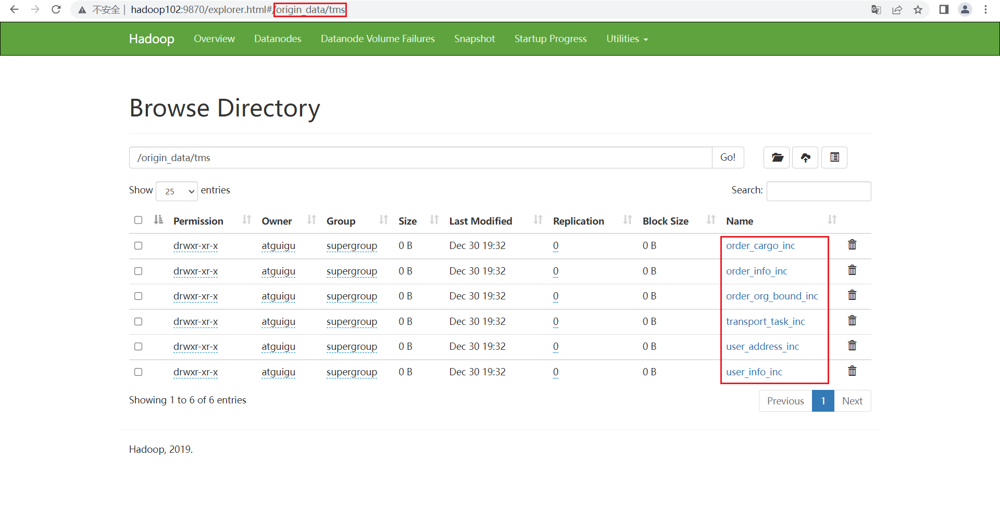 不安全 | hadoop102:9870/explorer.html#/origin_data/tms
Hadoop Overview Datanodes Datanode Volume Failures Snapshot Startup Progress Utilities
Browse Directory
/origin_data/tms Go!
Show 25 entries Search:
Permission Owner Group Size Last Modified Replication Block Size Name
drwxr-xr-x atguigu supergroup 0 B Dec 30 19:32 0 0 B order_cargo_inc
drwxr-xr-x atguigu supergroup 0 B Dec 30 19:32 0 0 B order_info_inc
drwxr-xr-x atguigu supergroup 0 B Dec 30 19:32 0 0 B order_org_bound_inc
drwxr-xr-x atguigu supergroup 0 B Dec 30 19:32 0 0 B transport_task_inc
drwxr-xr-x atguigu supergroup 0 B Dec 30 19:32 0 0 B user_address_inc
drwxr-xr-x atguigu supergroup 0 B Dec 30 19:32 0 0 B user_info_inc
Showing 1 to 6 of 6 entries Previous 1 Next
Hadoop, 2019.